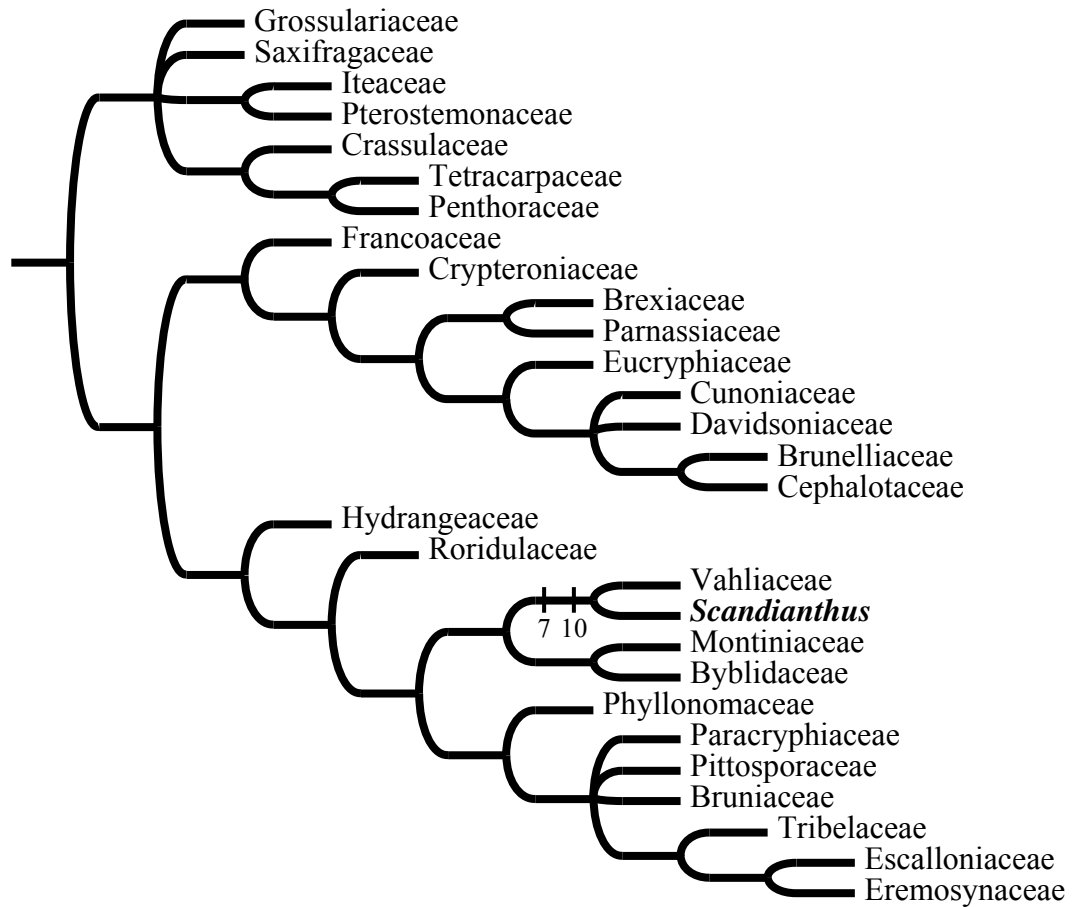 Grossulariaceae
Saxifragaceae
Iteaceae
Pterostemonaceae
Crassulaceae
Tetracarpaceae
Penthoraceae
Francoaceae
Crypteroniaceae
Brexiaceae
Parnassiaceae
Eucryphiaceae
Cunoniaceae
Davidsoniaceae
Brunelliaceae
Cephalotaceae
Hydrangeaceae
Roridulaceae
Vahliaceae
Scandianthus
7 10
Montiniaceae
Byblidaceae
Phyllonomaceae
Paracryphiaceae
Pittosporaceae
Bruniaceae
Tribelaceae
Escalloniaceae
Eremosynaceae